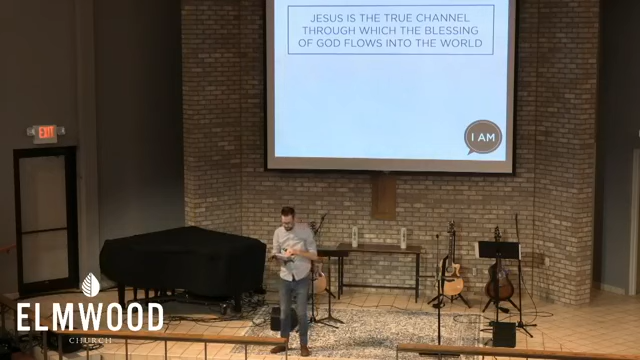 JESUS IS THE TRUE CHANNEL
THROUGH WHICH THE BLESSING
OF GOD FLOWS INTO THE WORLD
I AM
EXIT
ELMWOOD
CHURCH